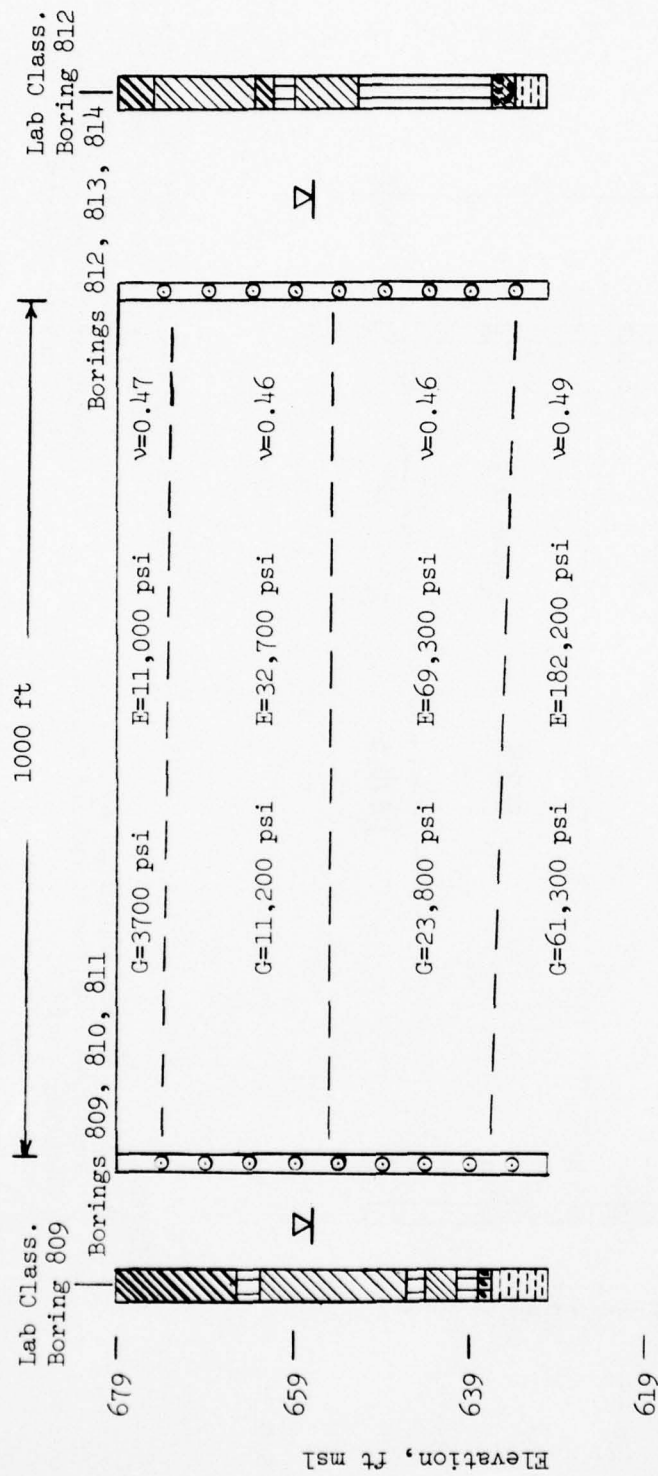 1000 ft
Lab Class.
Boring 809
Borings 809, 810, 811
Borings 812, 813, 814
Lab Class.
Boring 812
G=3700 psi E=11,000 psi ν=0.47
G=11,200 psi E=32,700 psi ν=0.46
G=23,800 psi E=69,300 psi ν=0.46
G=61,300 psi E=182,200 psi ν=0.49
679
659
639
619
Elevation, ft msl